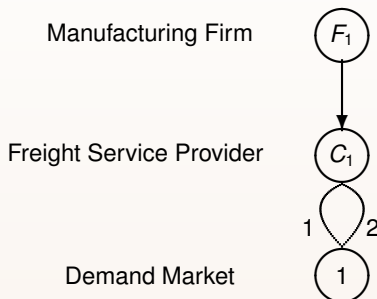 Manufacturing Firm F₁
Freight Service Provider C₁
1 2
Demand Market 1